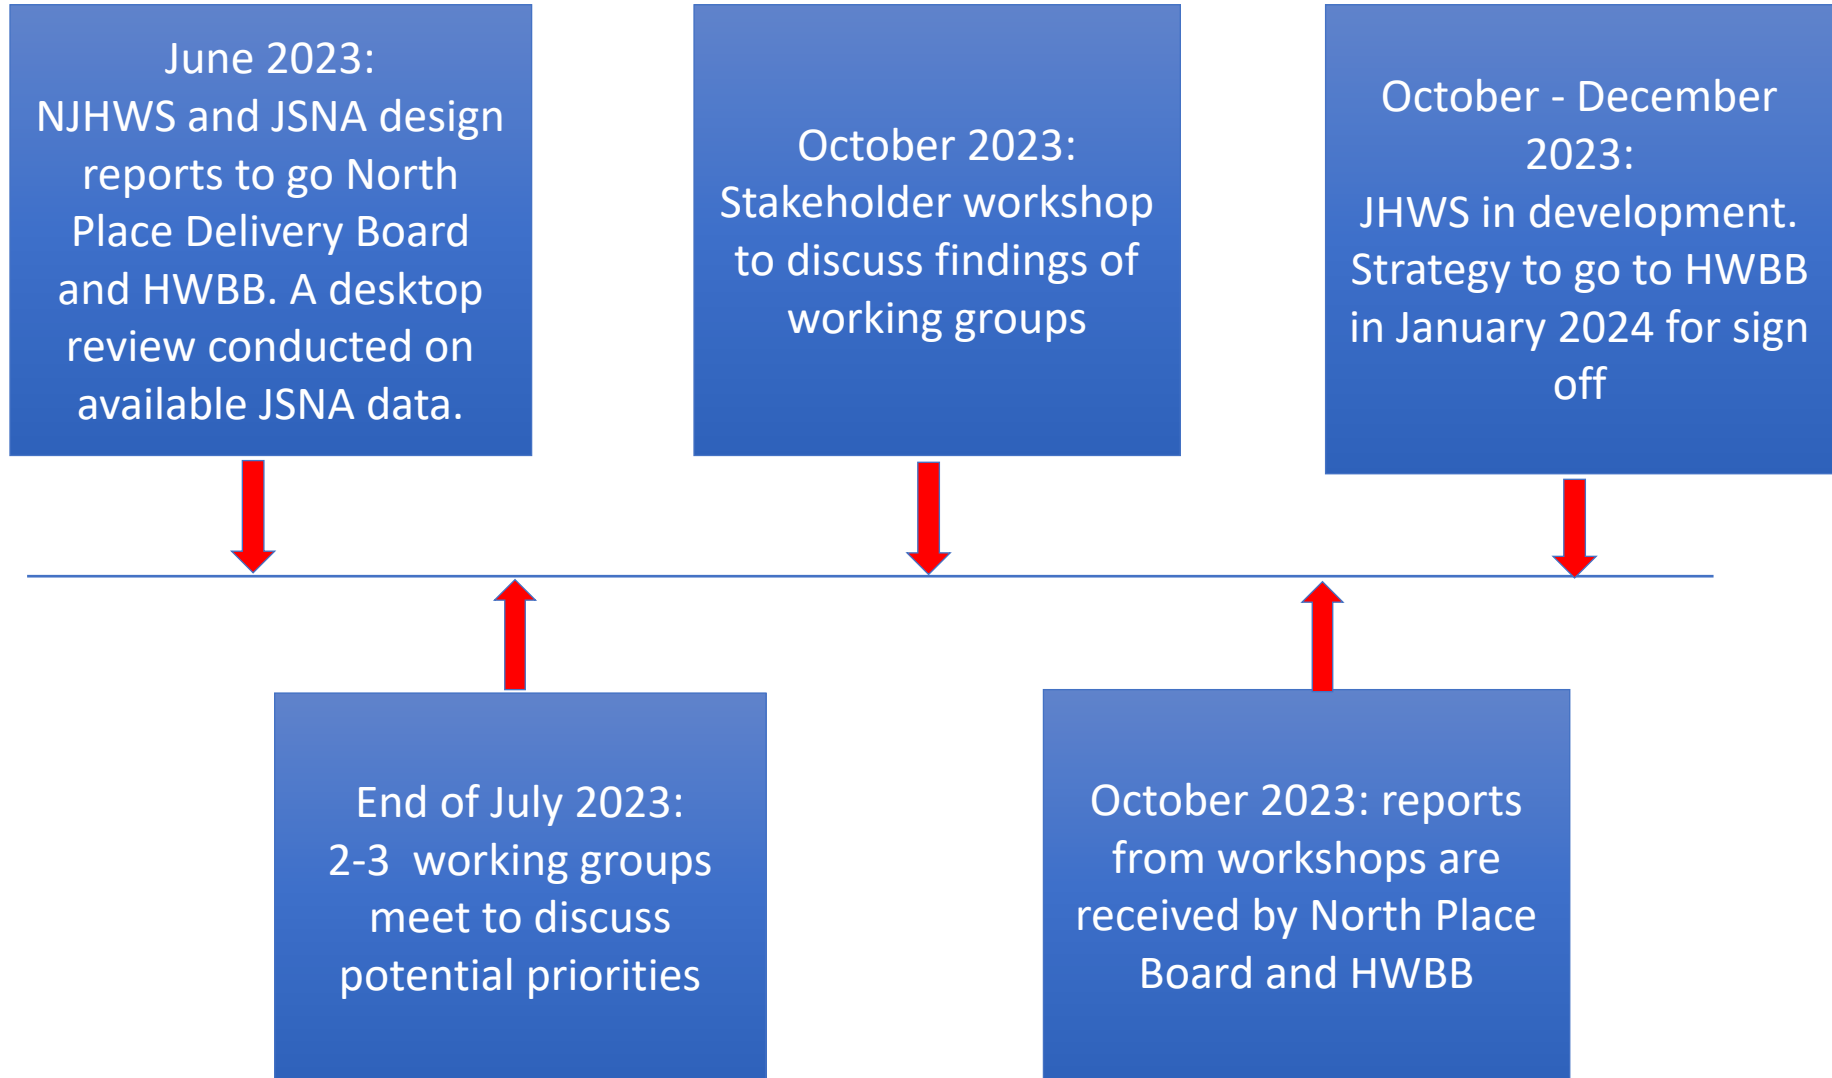 June 2023:
NJHWS and JSNA design
reports to go North
Place Delivery Board
and HWBB. A desktop
review conducted on
available JSNA data.
October 2023:
Stakeholder workshop
to discuss findings of
working groups
October - December
2023:
JHWS in development.
Strategy to go to HWBB
in January 2024 for sign
off
End of July 2023:
2-3  working groups
meet to discuss
potential priorities
October 2023: reports
from workshops are
received by North Place
Board and HWBB